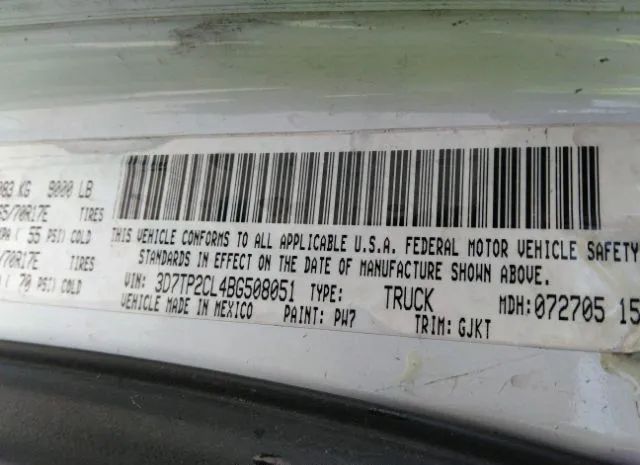 083 KG 9000 LB
5/70R17E TIRES
PA ( 55 PSI) COLD
/70R17E TIRES
( 70 PSI) COLD
THIS VEHICLE CONFORMS TO ALL APPLICABLE U.S.A. FEDERAL MOTOR VEHICLE SAFETY
STANDARDS IN EFFECT ON THE DATE OF MANUFACTURE SHOWN ABOVE.
VIN: 3D7TP2CL4BG508051 TYPE: TRUCK MDH:072705 15
VEHICLE MADE IN MEXICO PAINT: PW7 TRIM:GJKT